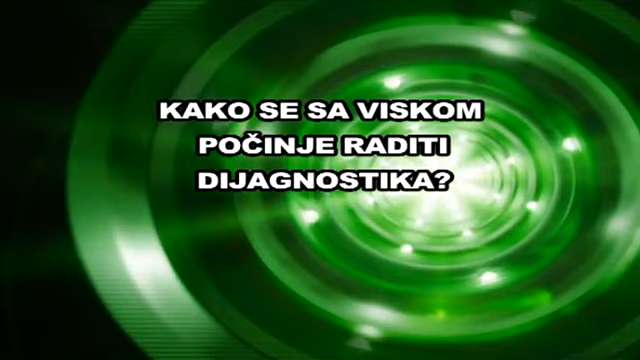 KAKO SE SA VISKOM
POČINJE RADITI
DIJAGNOSTIKA?